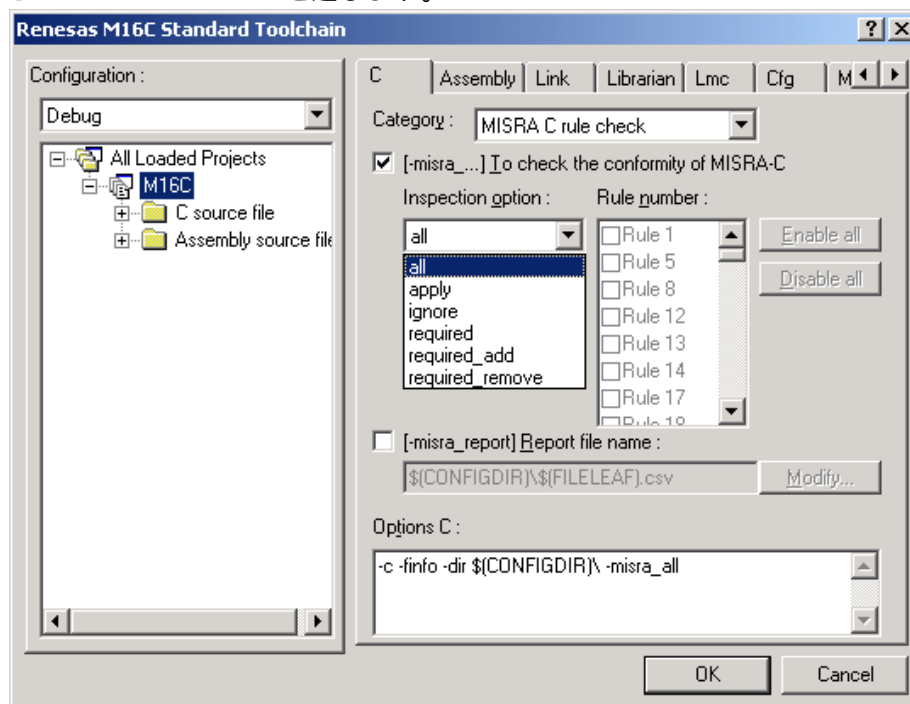 Renesas M16C Standard Toolchain
Configuration :
Debug
All Loaded Projects
M16C
C source file
Assembly source file
C Assembly Link Librarian Lmc Cfg M
Category : MISRA C rule check
[-misra_...] To check the conformity of MISRA-C
Inspection option : Rule number :
all
all
apply
ignore
required
required_add
required_remove
Rule 1
Rule 5
Rule 8
Rule 12
Rule 13
Rule 14
Rule 17
Rule 18
Enable all
Disable all
[-misra_report] Report file name :
$(CONFIGDIR)\$(FILELEAF).csv Modify...
Options C :
-c -finfo -dir $(CONFIGDIR)\ -misra_all
OK Cancel